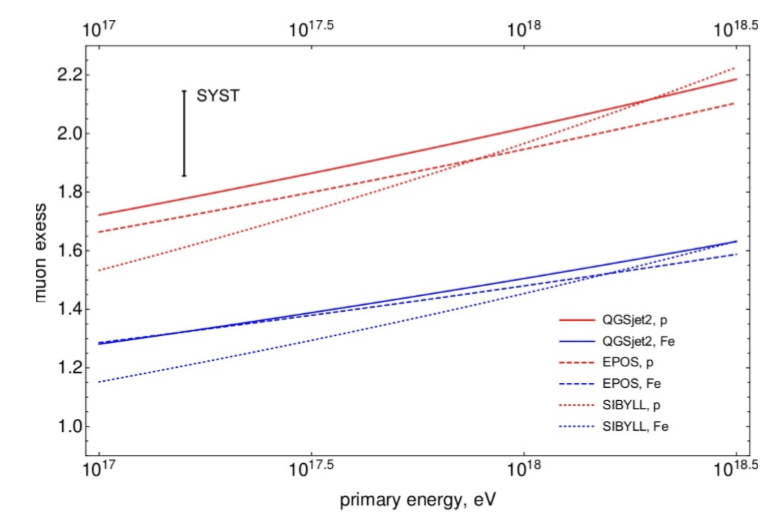 10^17 10^17.5 10^18 10^18.5
SYST
2.2
2.0
1.8
1.6
1.4
1.2
1.0
muon exess
QGSjet2, p
QGSjet2, Fe
EPOS, p
EPOS, Fe
SIBYLL, p
SIBYLL, Fe
10^17 10^17.5 10^18 10^18.5
primary energy, eV